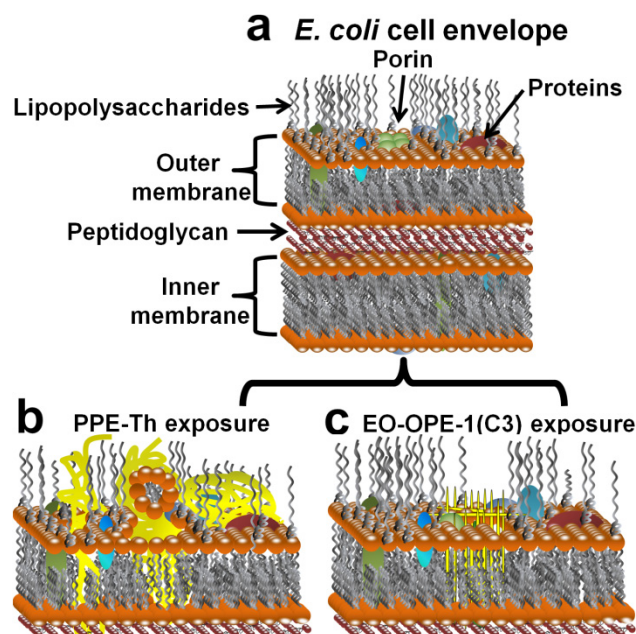 a E. coli cell envelope
Porin
Lipopolysaccharides
Proteins
Outer
membrane
Peptidoglycan
Inner
membrane
b PPE-Th exposure
c EO-OPE-1(C3) exposure